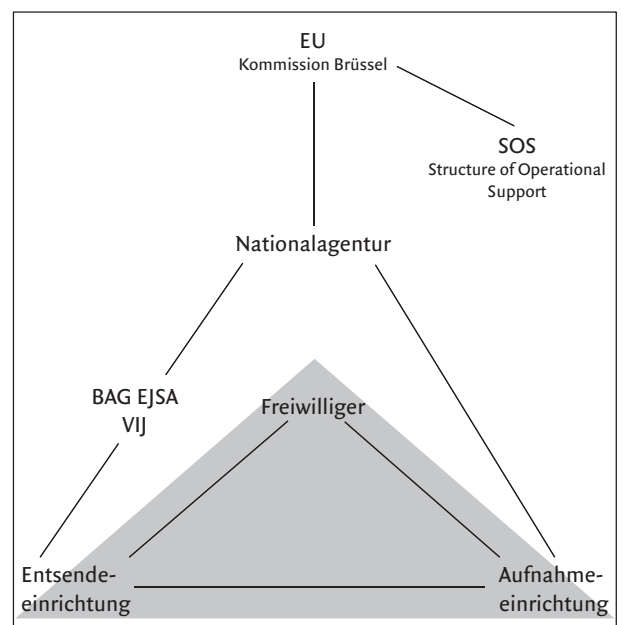 EU
Kommission Brüssel
SOS
Structure of Operational
Support
Nationalagentur
BAG EJSA
VIJ
Freiwilliger
Entsende-
einrichtung
Aufnahme-
einrichtung